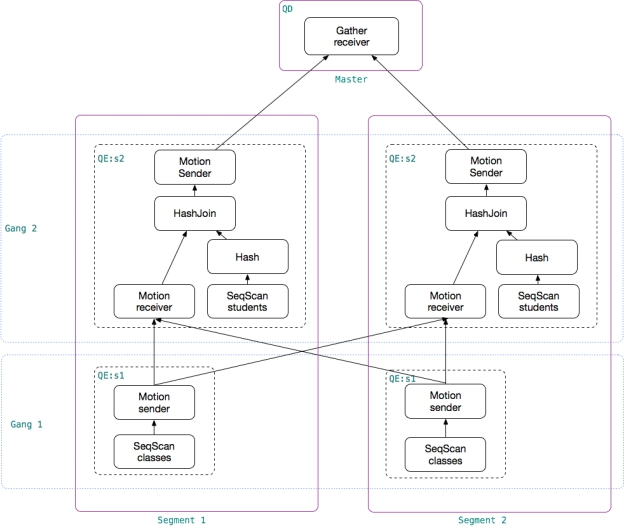 QD
Gather
receiver
Master
QE:s2
Motion
Sender
HashJoin
Hash
Motion
receiver
SeqScan
students
QE:s2
Motion
Sender
HashJoin
Hash
Motion
receiver
SeqScan
students
Gang 2
QE:s1
Motion
sender
SeqScan
classes
QE:s1
Motion
sender
SeqScan
classes
Gang 1
Segment 1
Segment 2